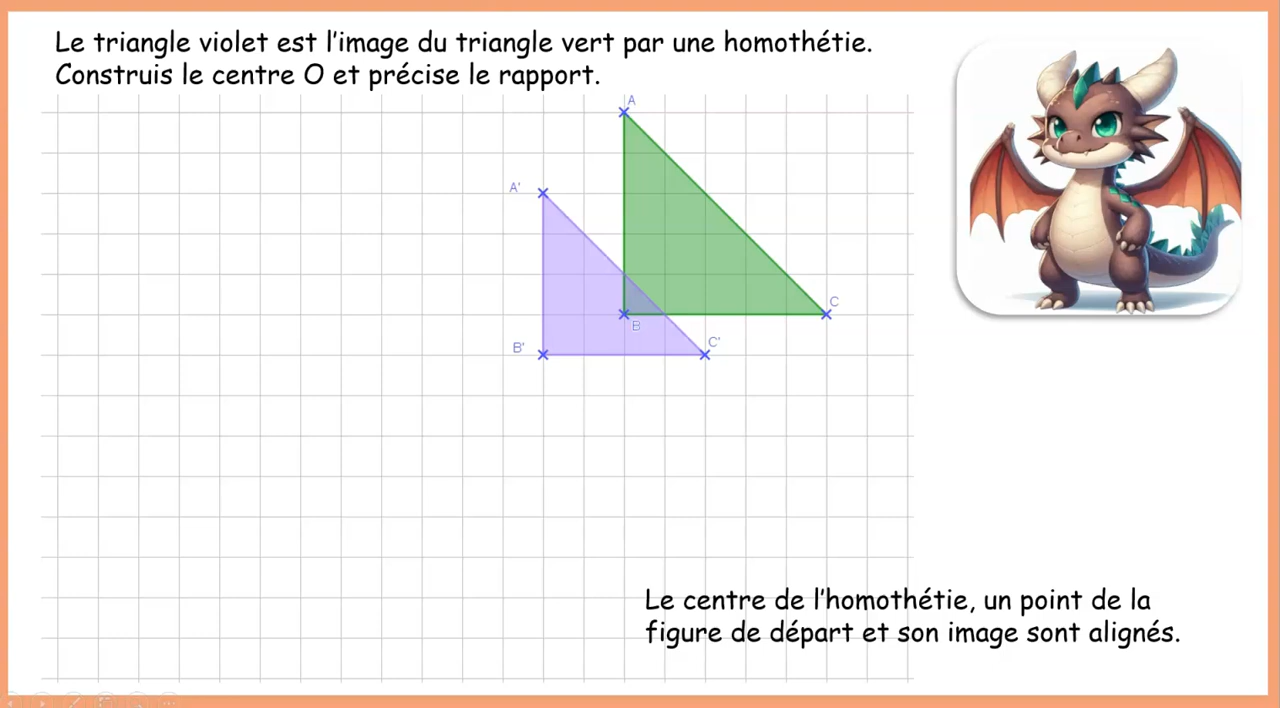 Le triangle violet est l'image du triangle vert par une homothétie.
Construis le centre O et précise le rapport.
A
A'
C
B
C'
B'
Le centre de l'homothétie, un point de la
figure de départ et son image sont alignés.